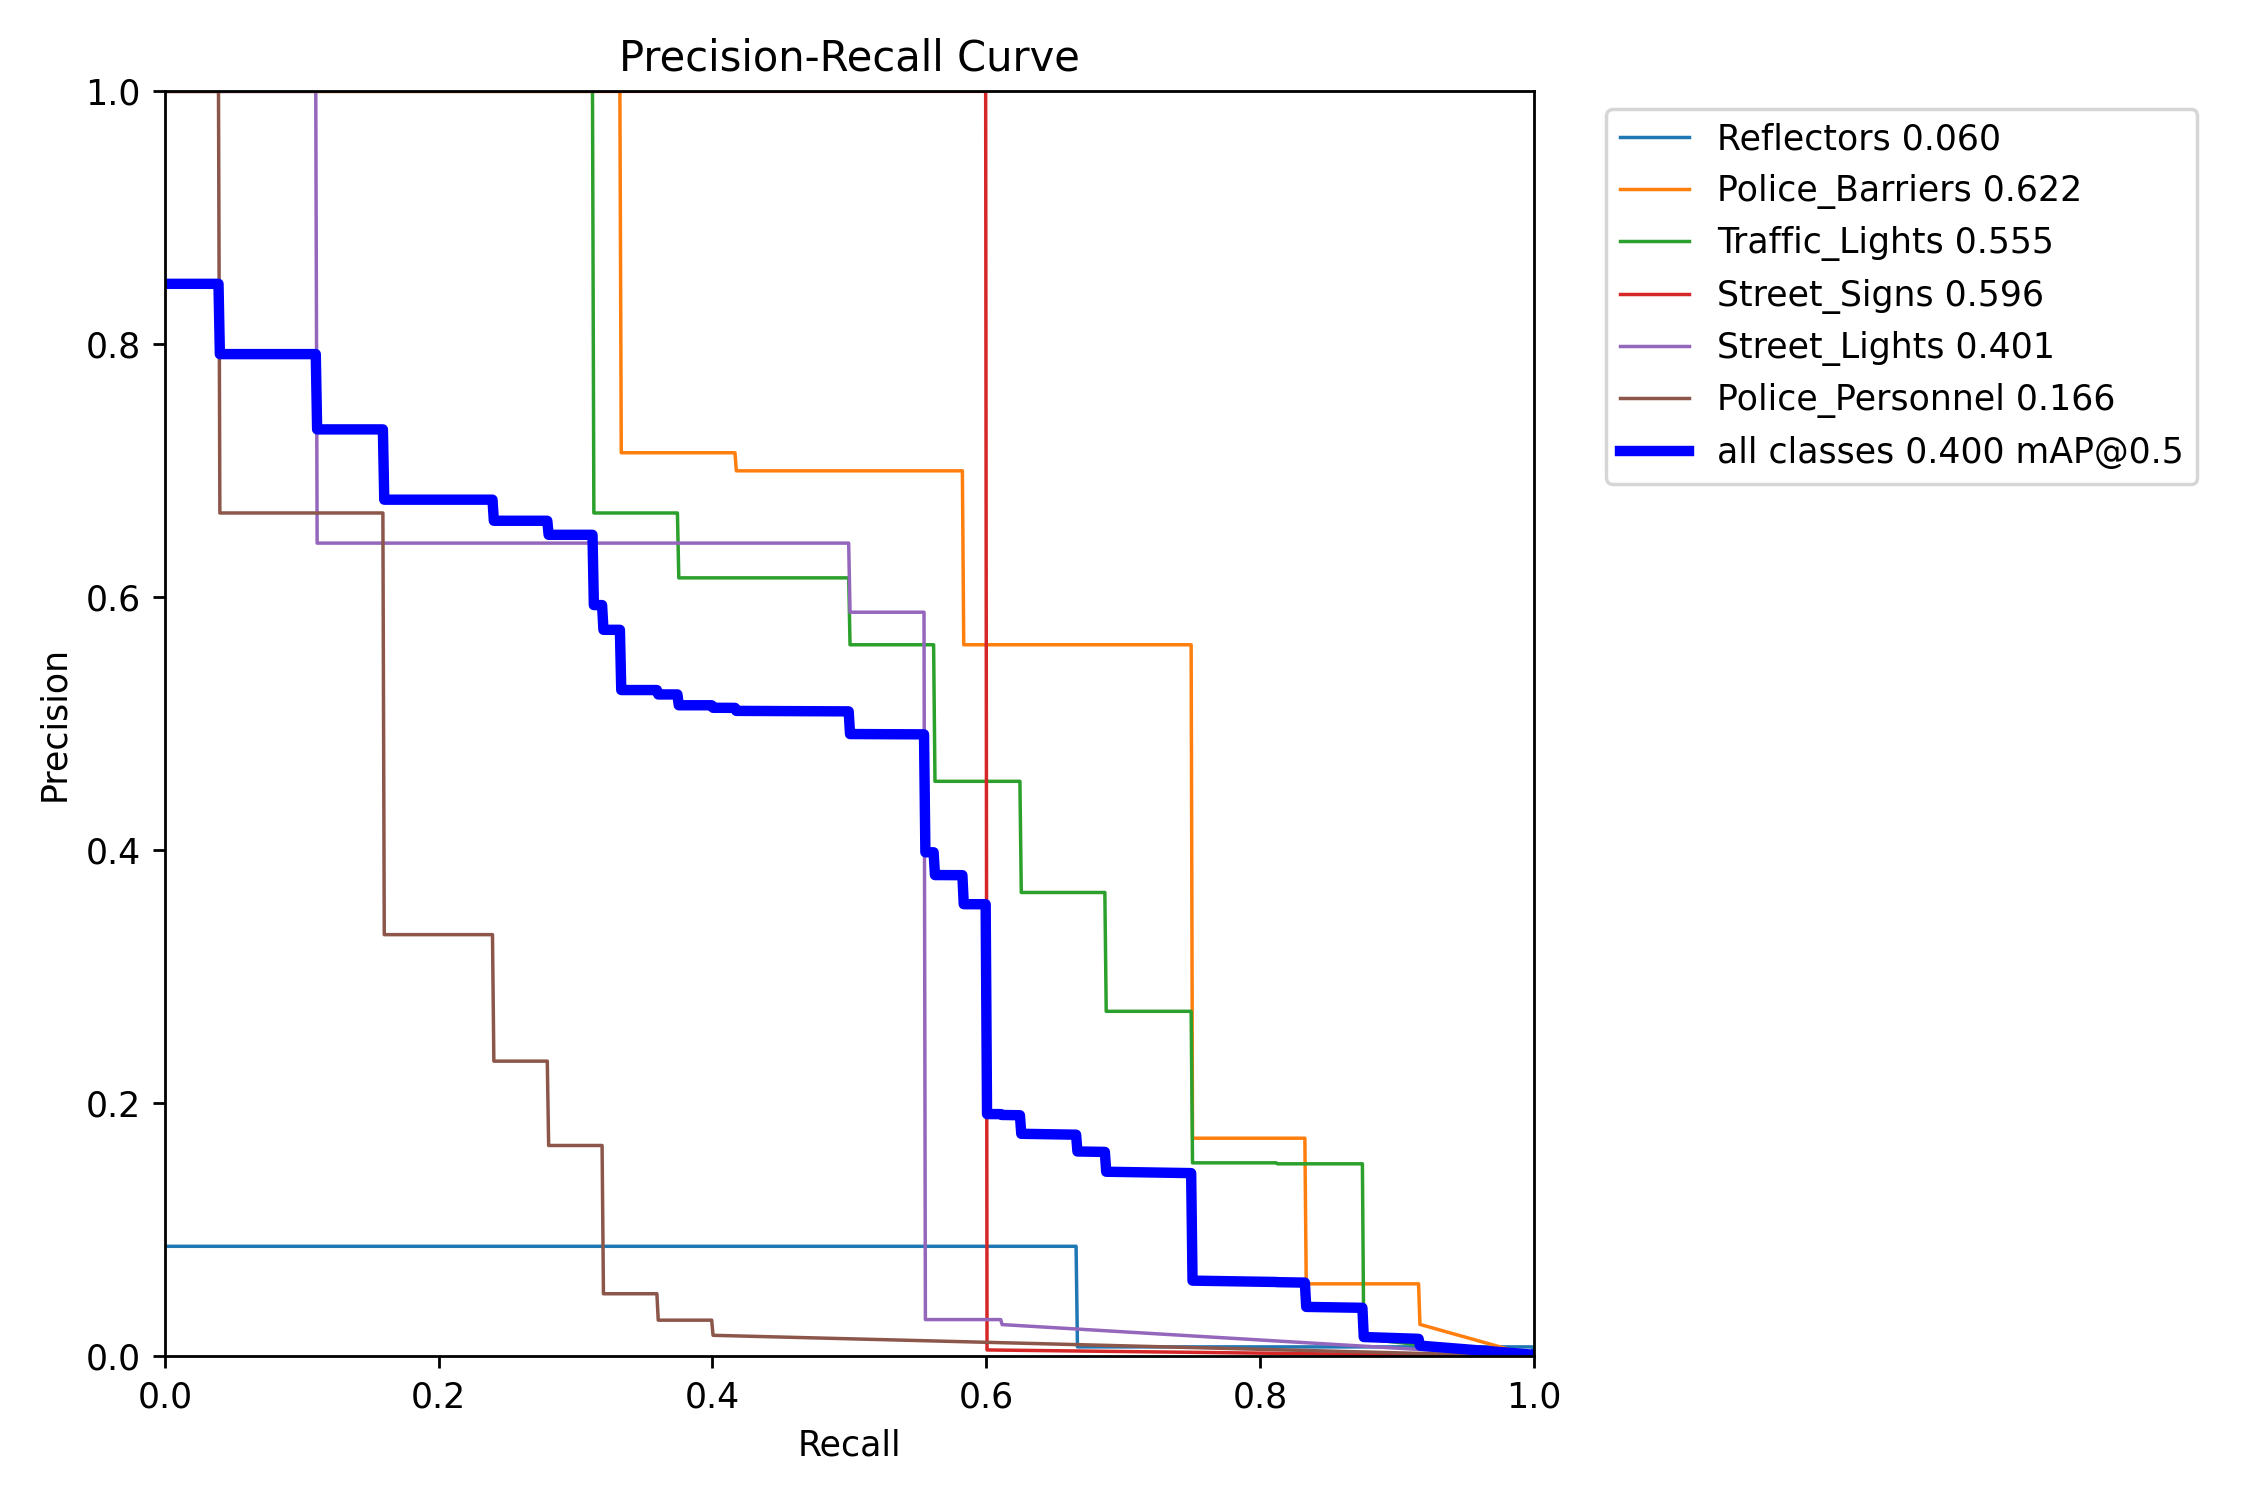 Precision-Recall Curve
1.0
0.8
0.6
0.4
0.2
0.0
Precision
0.0 0.2 0.4 0.6 0.8 1.0
Recall
Reflectors 0.060
Police_Barriers 0.622
Traffic_Lights 0.555
Street_Signs 0.596
Street_Lights 0.401
Police_Personnel 0.166
all classes 0.400 mAP@0.5